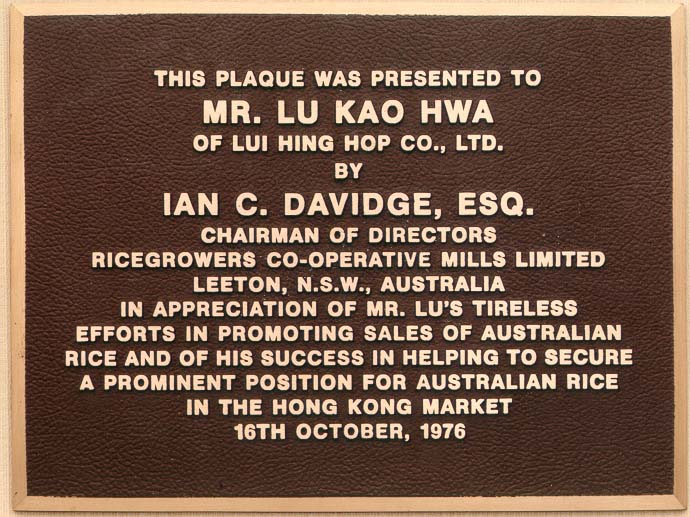 THIS PLAQUE WAS PRESENTED TO
MR. LU KAO HWA
OF LUI HING HOP CO., LTD.
BY
IAN C. DAVIDGE, ESQ.
CHAIRMAN OF DIRECTORS
RICEGROWERS CO-OPERATIVE MILLS LIMITED
LEETON, N.S.W., AUSTRALIA
IN APPRECIATION OF MR. LU'S TIRELESS
EFFORTS IN PROMOTING SALES OF AUSTRALIAN
RICE AND OF HIS SUCCESS IN HELPING TO SECURE
A PROMINENT POSITION FOR AUSTRALIAN RICE
IN THE HONG KONG MARKET
16TH OCTOBER, 1976